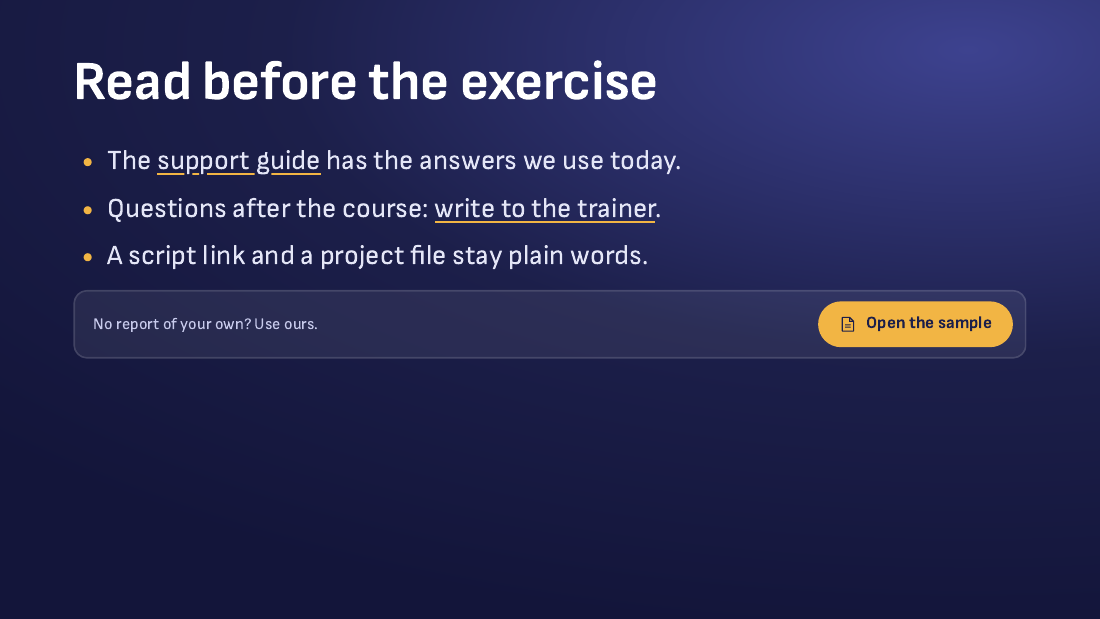 Read before the exercise
The support guide has the answers we use today.
Questions after the course: write to the trainer.
A script link and a project file stay plain words.
No report of your own? Use ours.
Open the sample